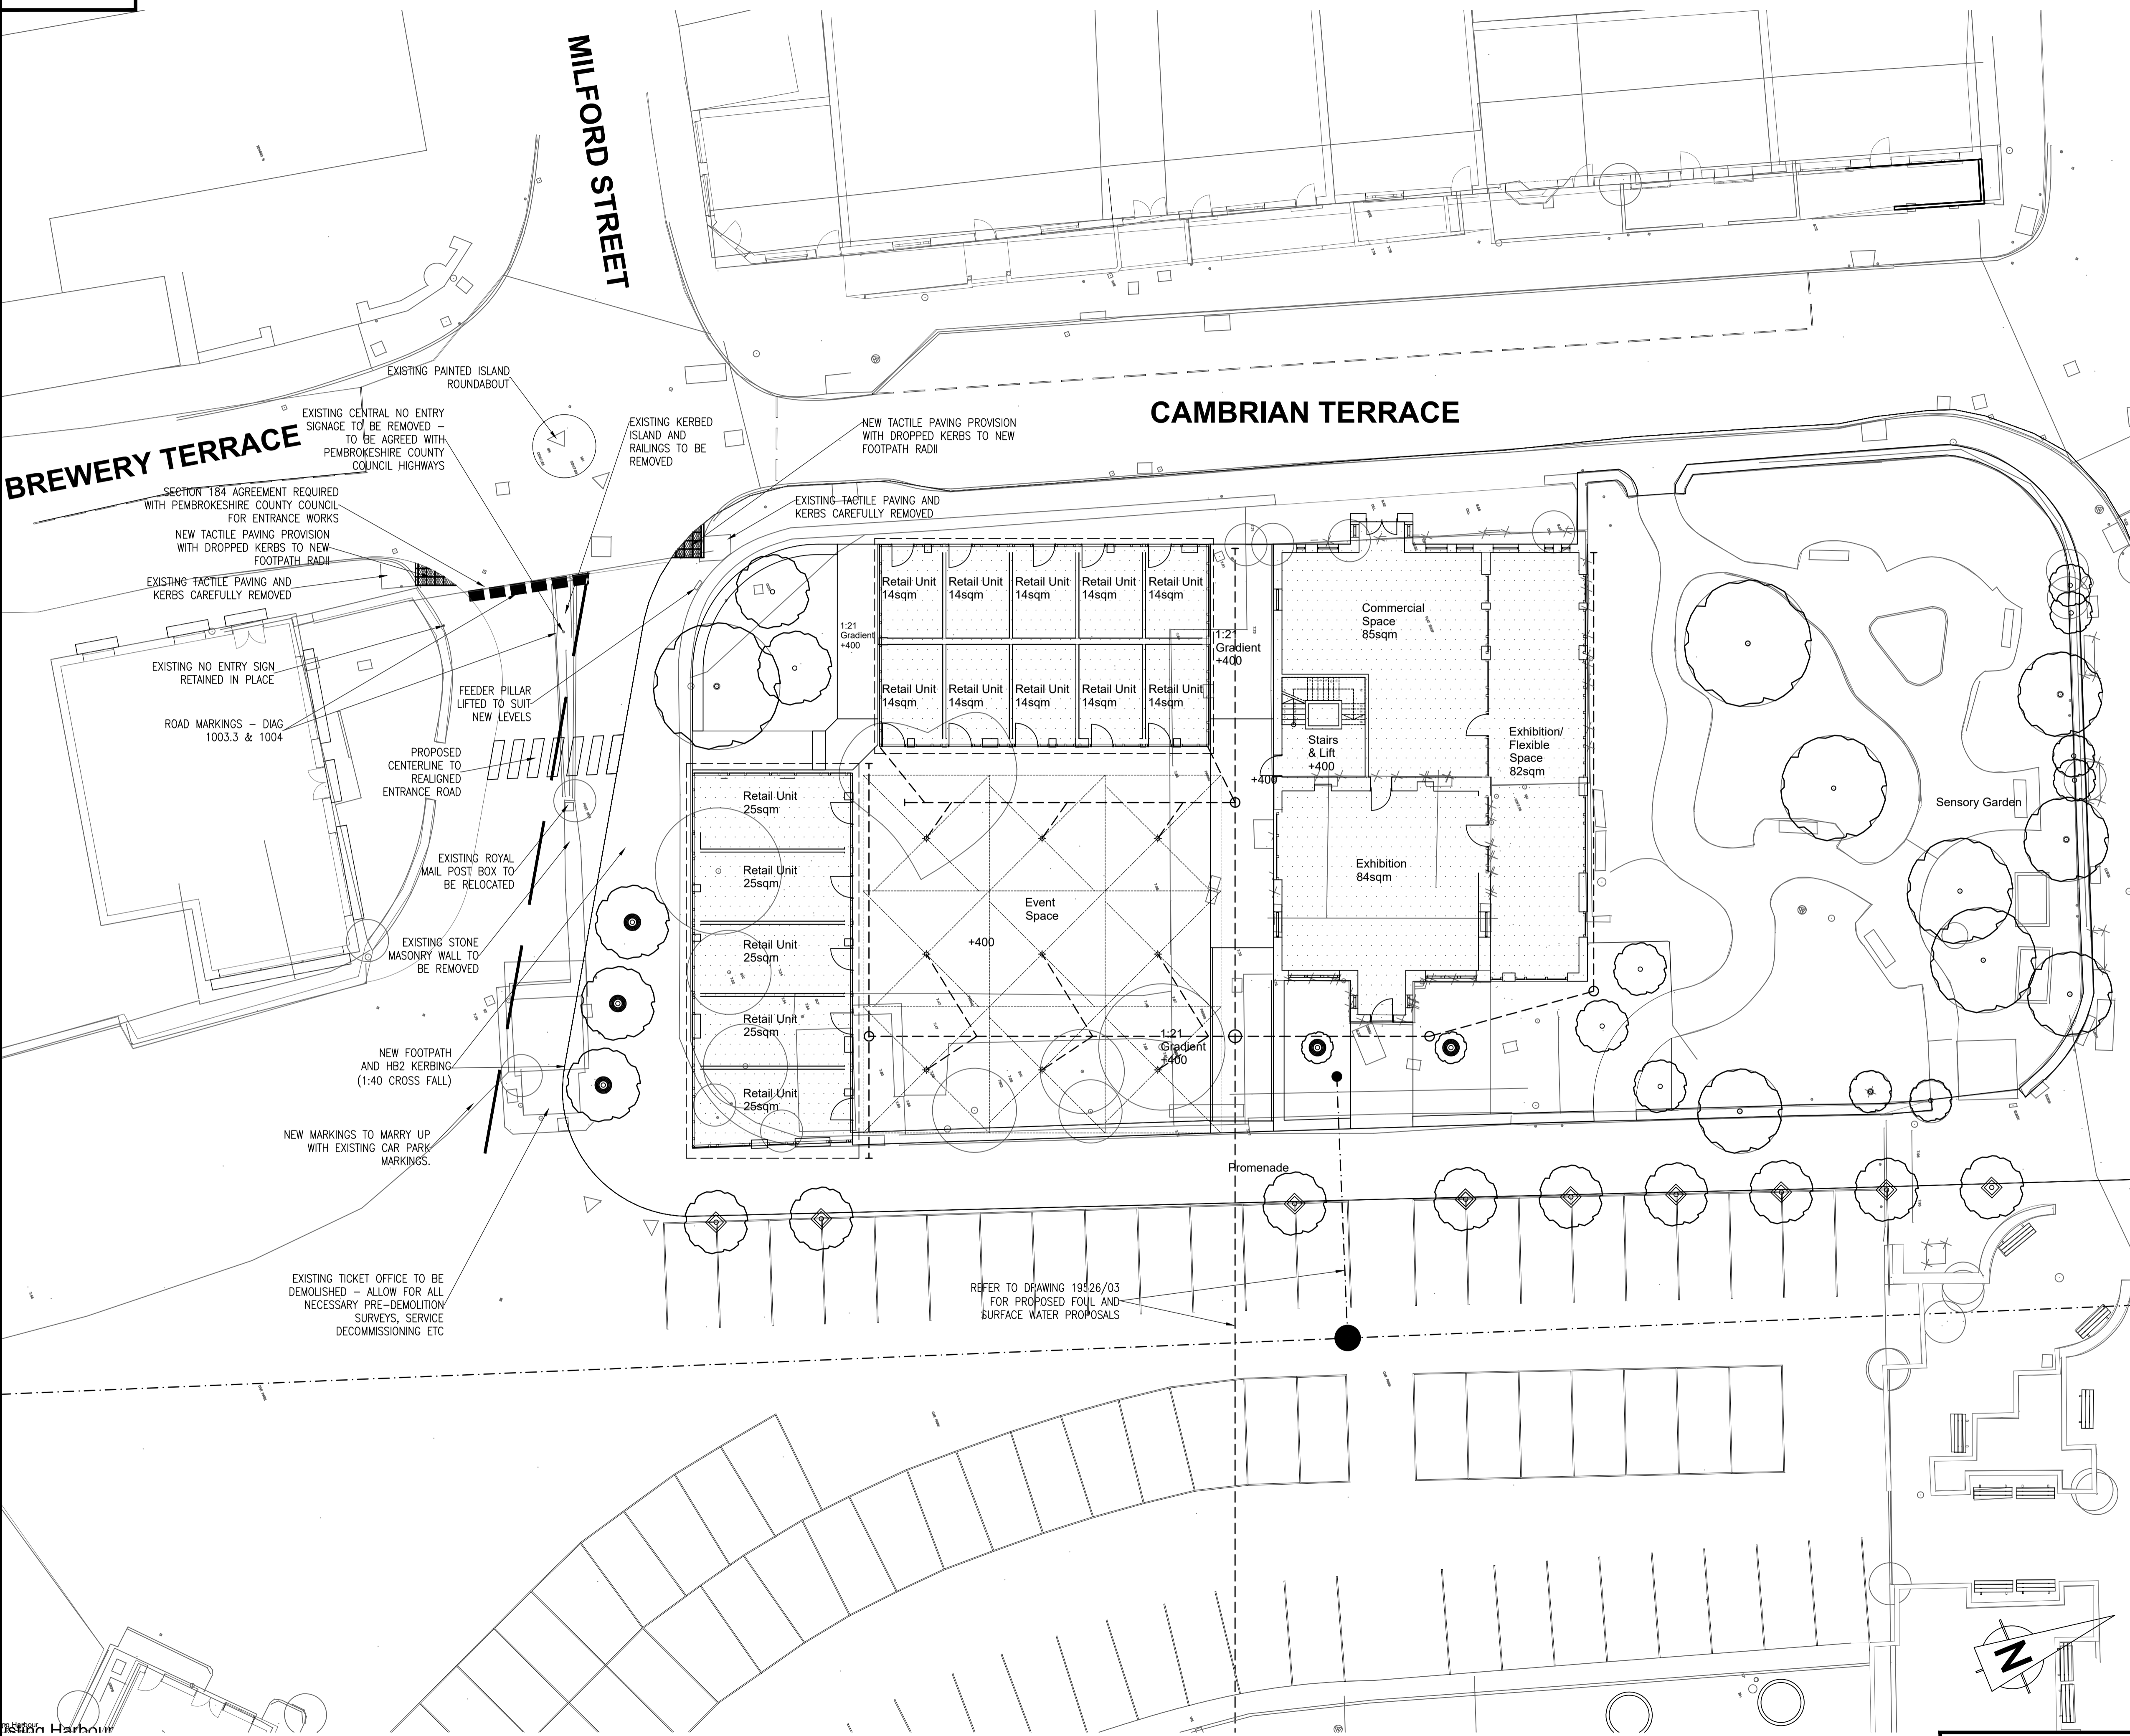 MILFORD STREET
EXISTING PAINTED ISLAND
ROUNDABOUT
EXISTING CENTRAL NO ENTRY
SIGNAGE TO BE REMOVED –
TO BE AGREED WITH
PEMBROKESHIRE COUNTY
COUNCIL HIGHWAYS
EXISTING KERBED
ISLAND AND
RAILINGS TO BE
REMOVED
NEW TACTILE PAVING PROVISION
WITH DROPPED KERBS TO NEW
FOOTPATH RADII
CAMBRIAN TERRACE
BREWERY TERRACE
SECTION 184 AGREEMENT REQUIRED
WITH PEMBROKESHIRE COUNTY COUNCIL
FOR ENTRANCE WORKS
NEW TACTILE PAVING PROVISION
WITH DROPPED KERBS TO NEW
FOOTPATH RADII
EXISTING TACTILE PAVING AND
KERBS CAREFULLY REMOVED
EXISTING TACTILE PAVING AND
KERBS CAREFULLY REMOVED
EXISTING NO ENTRY SIGN
RETAINED IN PLACE
ROAD MARKINGS – DIAG
1003.3 & 1004
FEEDER PILLAR
LIFTED TO SUIT
NEW LEVELS
PROPOSED
CENTERLINE TO
REALIGNED
ENTRANCE ROAD
EXISTING ROYAL
MAIL POST BOX TO
BE RELOCATED
EXISTING STONE
MASONRY WALL TO
BE REMOVED
NEW FOOTPATH
AND HB2 KERBING
(1:40 CROSS FALL)
NEW MARKINGS TO MARRY UP
WITH EXISTING CAR PARK
MARKINGS.
EXISTING TICKET OFFICE TO BE
DEMOLISHED – ALLOW FOR ALL
NECESSARY PRE–DEMOLITION
SURVEYS, SERVICE
DECOMMISSIONING ETC
1:21
Gradient
+400
Retail Unit
14sqm
Retail Unit
14sqm
Retail Unit
14sqm
Retail Unit
14sqm
Retail Unit
14sqm
Retail Unit
14sqm
Retail Unit
14sqm
Retail Unit
14sqm
Retail Unit
14sqm
Retail Unit
14sqm
1:21
Gradient
+400
Commercial
Space
85sqm
Stairs
& Lift
+400
+400
Exhibition/
Flexible
Space
82sqm
Exhibition
84sqm
Sensory Garden
Retail Unit
25sqm
Retail Unit
25sqm
Retail Unit
25sqm
Retail Unit
25sqm
Retail Unit
25sqm
Event
Space
+400
1:21
Gradient
+400
Promenade
REFER TO DRAWING 19526/03
FOR PROPOSED FOUL AND
SURFACE WATER PROPOSALS
N